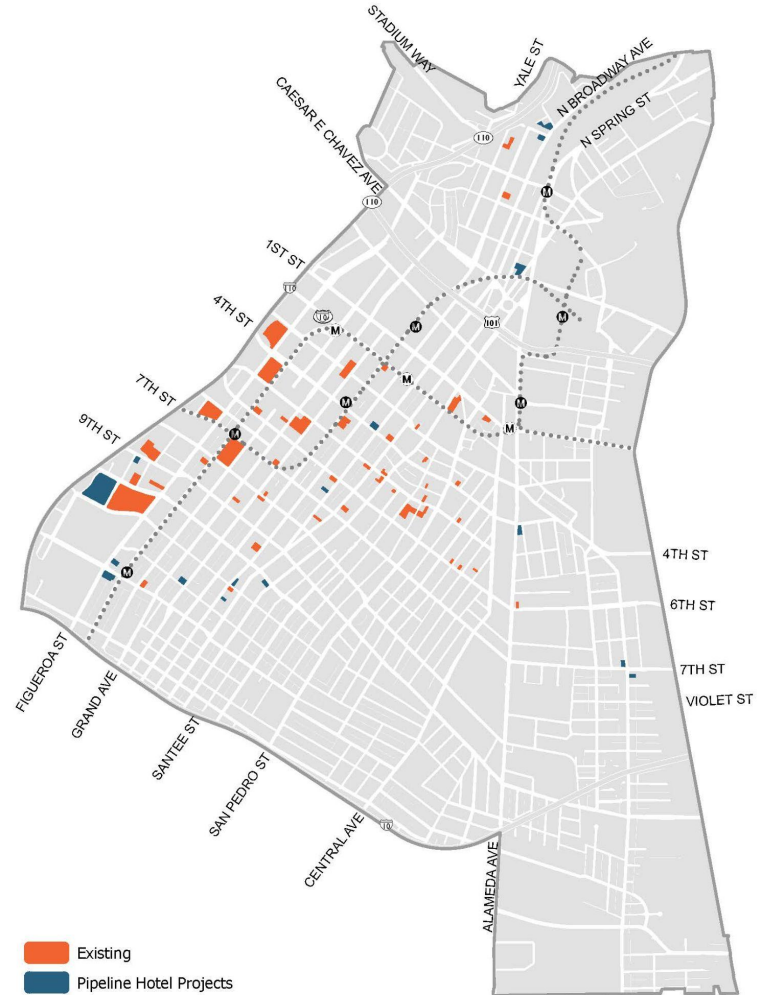 STADIUM WAY
YALE ST
N BROADWAY AVE
N SPRING ST
CAESAR E CHAVEZ AVE
110
110
1ST ST
110
4TH ST
M
M
101
M
M
M
7TH ST
M
M
M
M
9TH ST
4TH ST
M
6TH ST
7TH ST
VIOLET ST
FIGUEROA ST
GRAND AVE
SANTEE ST
SAN PEDRO ST
CENTRAL AVE
10
ALAMEDA AVE
Existing
Pipeline Hotel Projects